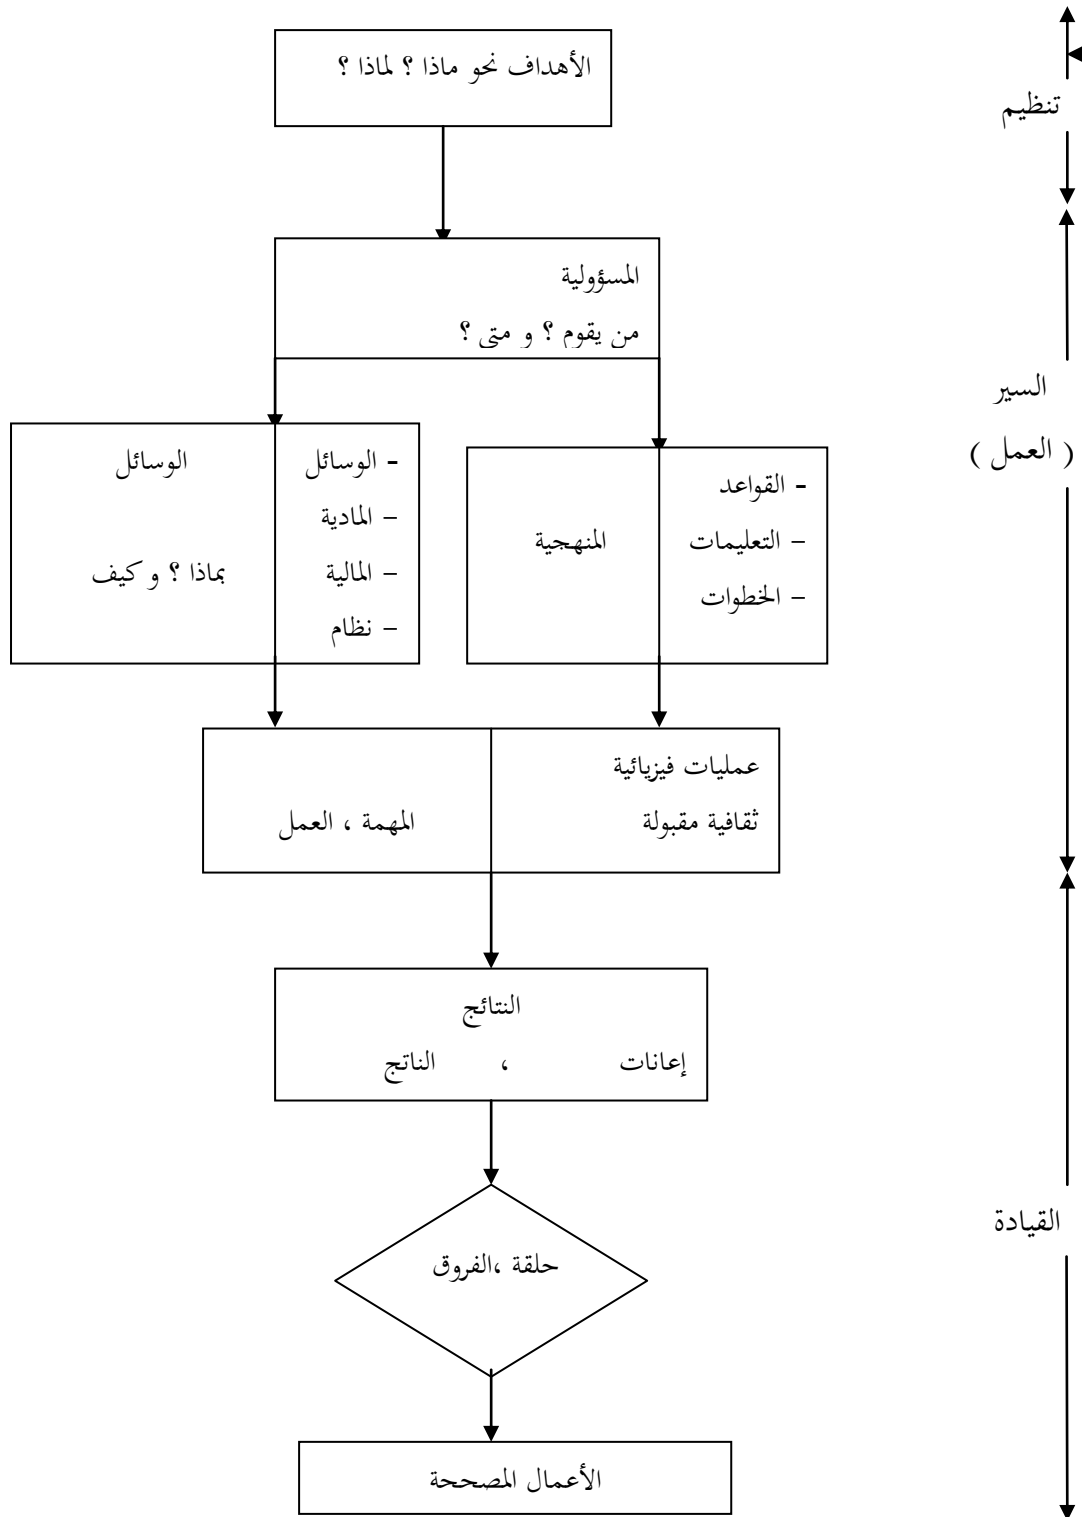 الأهداف نحو ماذا ؟ لماذا ؟
تنظيم
المسؤولية
من يقوم ؟ و متى ؟
السير
( العمل )
- القواعد
– التعليمات
– الخطوات
المنهجية
- الوسائل
– المادية
– المالية
– نظام
الوسائل
بماذا ؟ و كيف
عمليات فيزيائية
ثقافية مقبولة
المهمة ، العمل
النتائج
إعانات ، الناتج
القيادة
حلقة ،الفروق
الأعمال المصححة